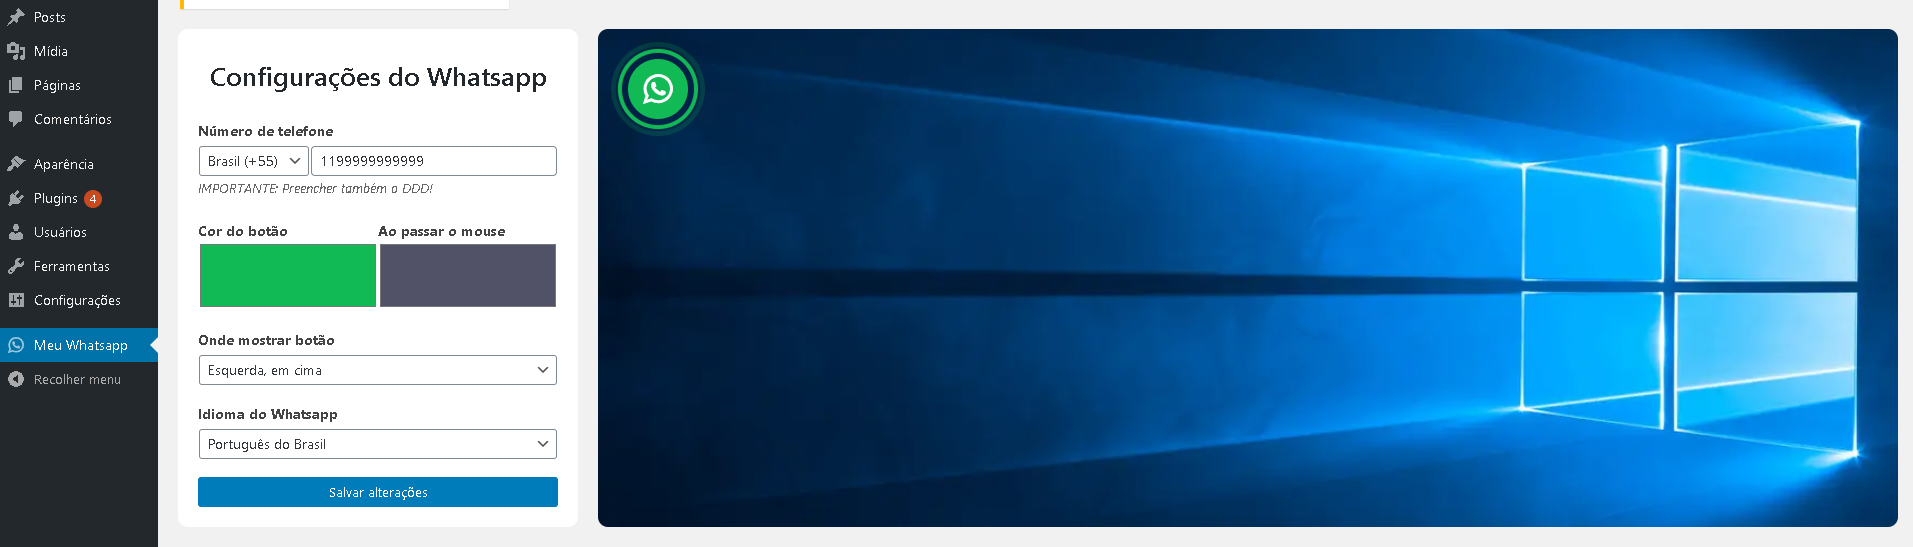 Posts
Mídia
Páginas
Comentários
Aparência
Plugins 4
Usuários
Ferramentas
Configurações
Meu Whatsapp
Recolher menu
Configurações do Whatsapp
Número de telefone
Brasil (+55) 1199999999999
IMPORTANTE: Preencher também o DDD!
Cor do botão Ao passar o mouse
Onde mostrar botão
Esquerda, em cima
Idioma do Whatsapp
Português do Brasil
Salvar alterações